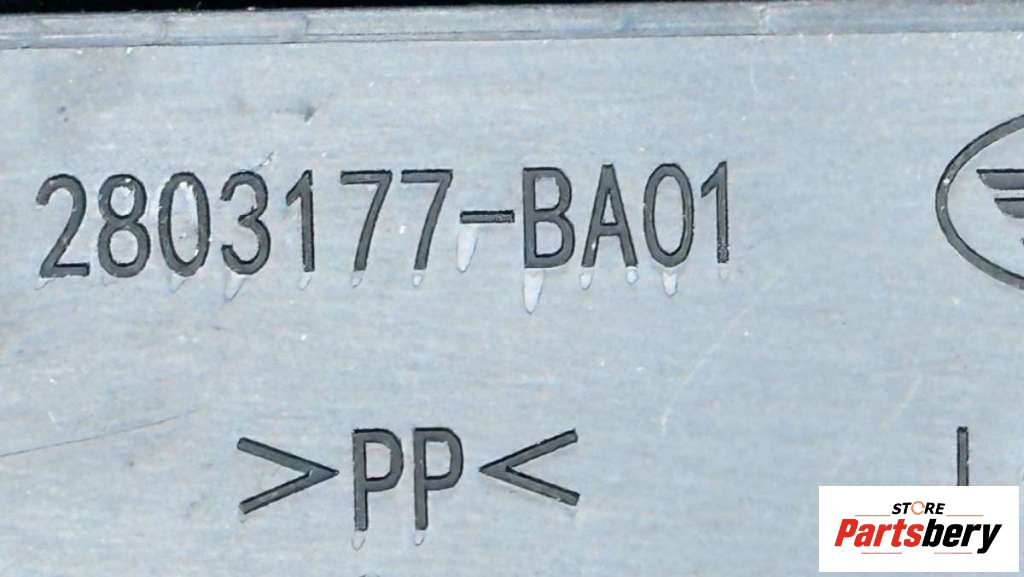 2803177-BA01
>PP<
STORE
Partsbery